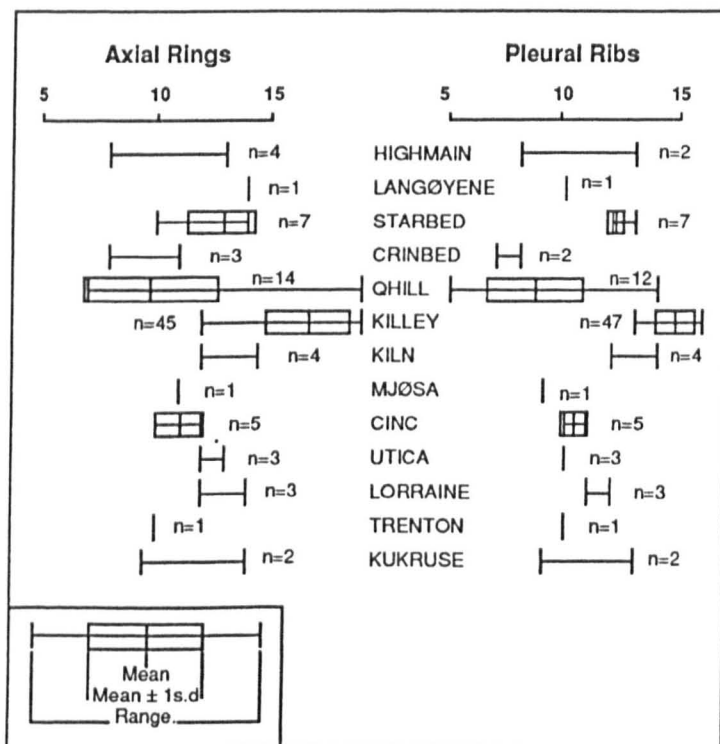 Axial Rings Pleural Ribs
5 10 15 5 10 15
n=4 HIGHMAIN n=2
n=1 LANGØYENE n=1
n=7 STARBED n=7
n=3 CRINBED n=2
n=14 QHILL n=12
n=45 KILLEY n=47
n=4 KILN n=4
n=1 MJØSA n=1
n=5 CINC n=5
n=3 UTICA n=3
n=3 LORRAINE n=3
n=1 TRENTON n=1
n=2 KUKRUSE n=2
Mean
Mean ± 1s.d
Range